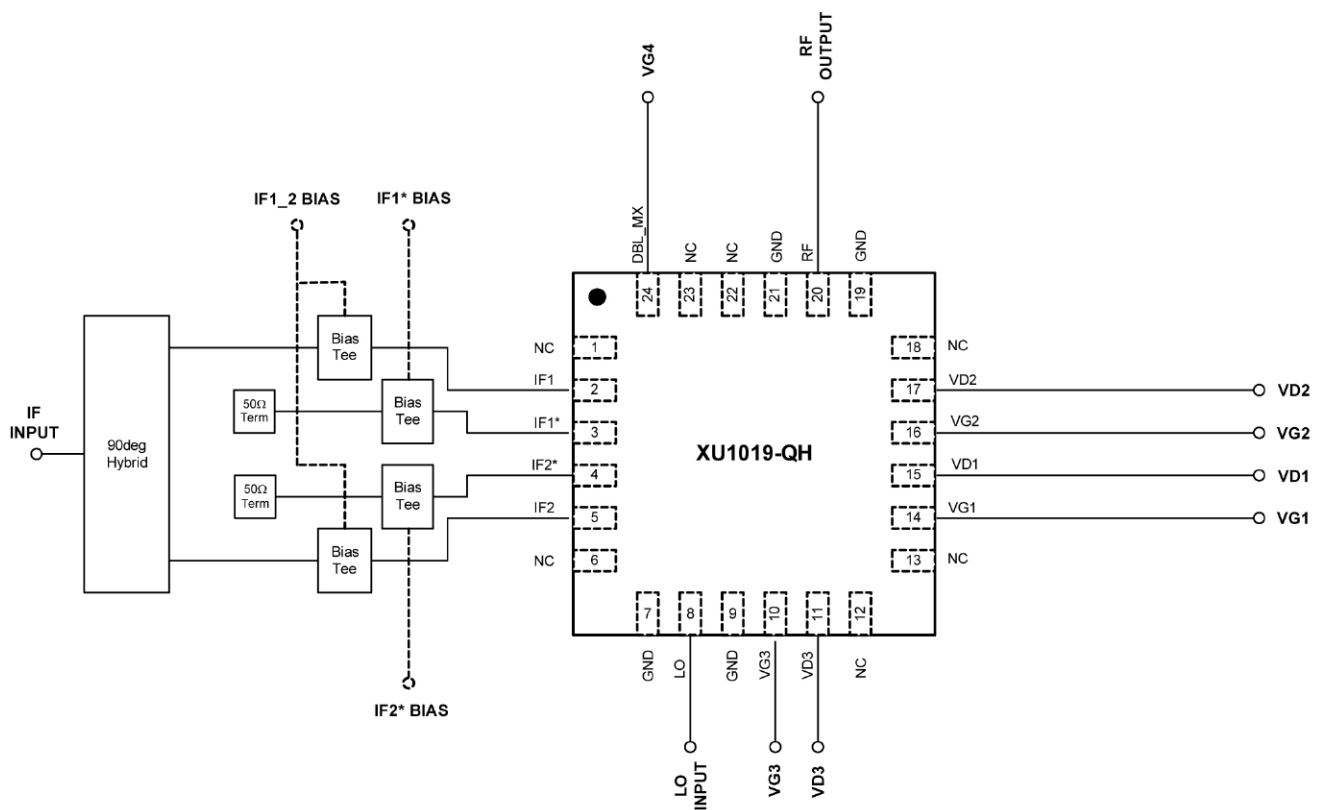 VG4
RF
OUTPUT
IF1_2 BIAS
IF1* BIAS
DBL_MX
NC
NC
GND
RF
GND
24
23
22
21
20
19
Bias
Tee
NC
1
18
NC
IF1
2
17
VD2
VD2
50Ω
Term
Bias
Tee
IF1*
3
16
VG2
VG2
IF
INPUT
90deg
Hybrid
XU1019-QH
50Ω
Term
Bias
Tee
IF2*
4
15
VD1
VD1
IF2
5
14
VG1
VG1
Bias
Tee
NC
6
13
NC
7
8
9
10
11
12
GND
LO
GND
VG3
VD3
NC
IF2* BIAS
LO
INPUT
VG3
VD3